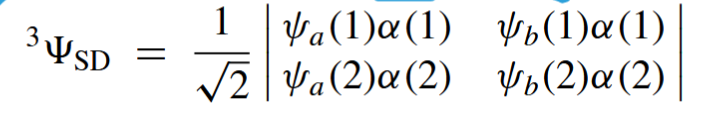 ³Ψ_SD = 1/√2 | ψ_a(1)α(1) ψ_b(1)α(1) |
| ψ_a(2)α(2) ψ_b(2)α(2) |